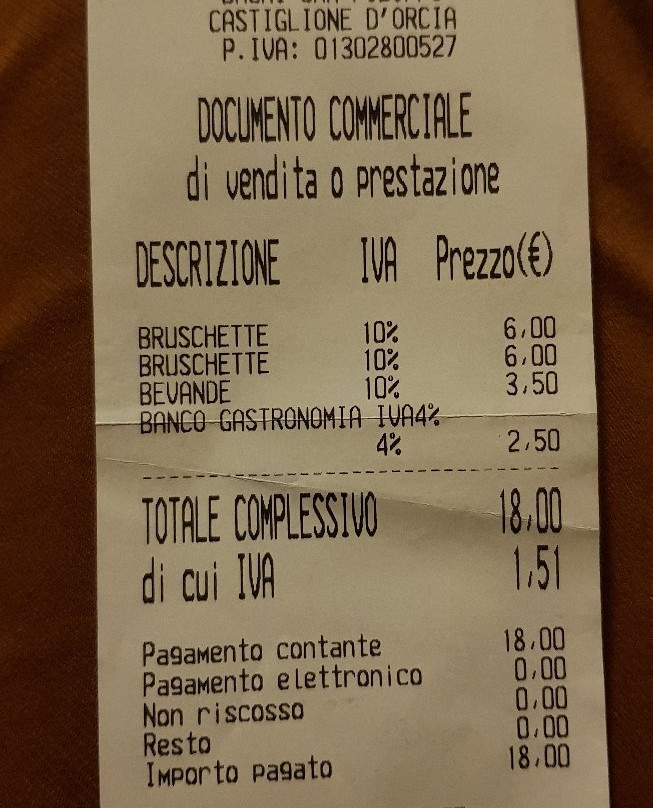 CASTIGLIONE D'ORCIA
P.IVA: 01302800527
DOCUMENTO COMMERCIALE
di vendita o prestazione
DESCRIZIONE IVA Prezzo(€)
BRUSCHETTE 10% 6,00
BRUSCHETTE 10% 6,00
BEVANDE 10% 3,50
BANCO GASTRONOMIA IVA4%
4% 2,50
TOTALE COMPLESSIVO 18,00
di cui IVA 1,51
Pagamento contante 18,00
Pagamento elettronico 0,00
Non riscosso 0,00
Resto 0,00
Importo pagato 18,00